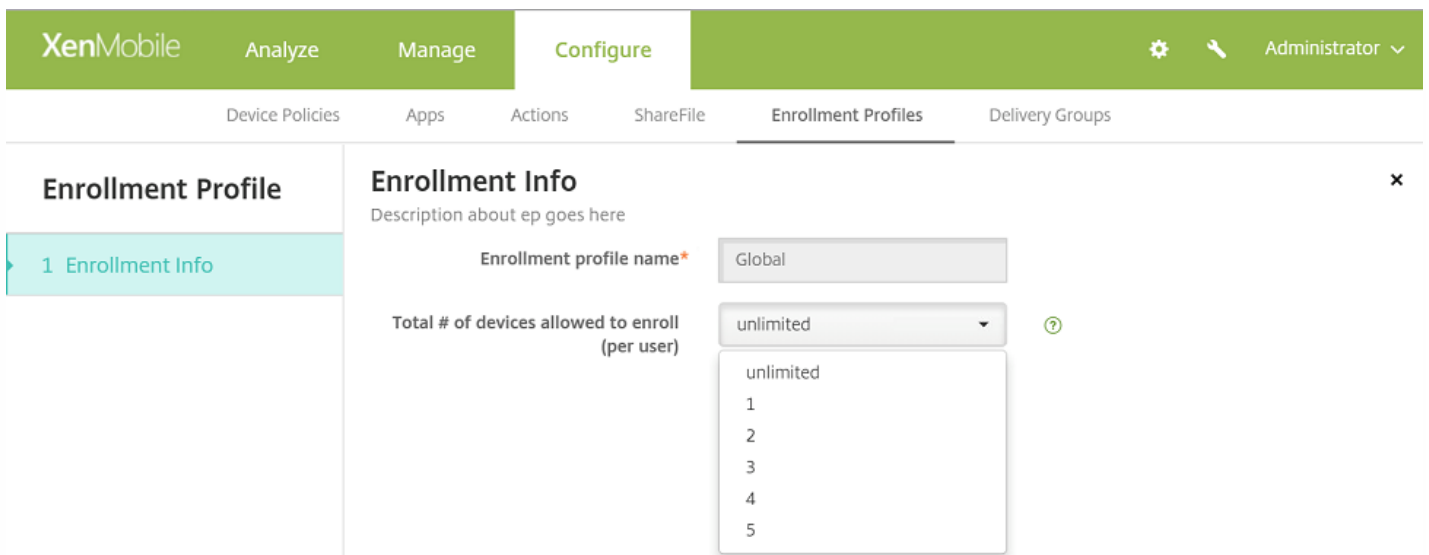 XenMobile Analyze Manage Configure Administrator
Device Policies Apps Actions ShareFile Enrollment Profiles Delivery Groups
Enrollment Profile
1 Enrollment Info
Enrollment Info
Description about ep goes here
Enrollment profile name* Global
Total # of devices allowed to enroll unlimited
(per user)
unlimited
1
2
3
4
5